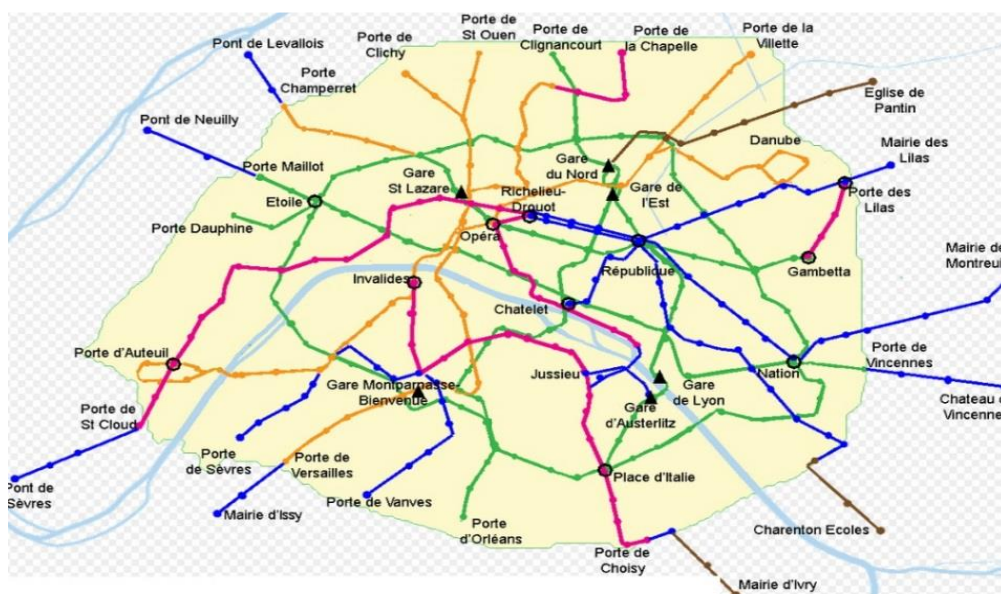 Pont de Levallois
Porte de
Clichy
Porte de
St Ouen
Porte de
Clignancourt
Porte de
la Chapelle
Porte de la
Villette
Porte
Champerret
Eglise de
Pantin
Pont de Neuilly
Danube
Mairie des
Lilas
Porte Maillot
Etoile
Gare
St Lazare
Gare
du Nord
Richelieu-
Drouot
Gare de
l'Est
Porte des
Lilas
Porte Dauphine
Opéra
République
Gambetta
Mairie de
Montreuil
Invalides
Chatelet
Porte d'Auteuil
Porte de
Vincennes
Nation
Jussieu
Gare Montparnasse-
Bienvenue
Gare
de Lyon
Chateau de
Vincennes
Porte de
St Cloud
Gare
d'Austerlitz
Porte
de Sèvres
Porte de
Versailles
Place d'Italie
Pont de
Sèvres
Porte de Vanves
Mairie d'Issy
Porte
d'Orléans
Charenton Ecoles
Porte de
Choisy
Mairie d'Ivry